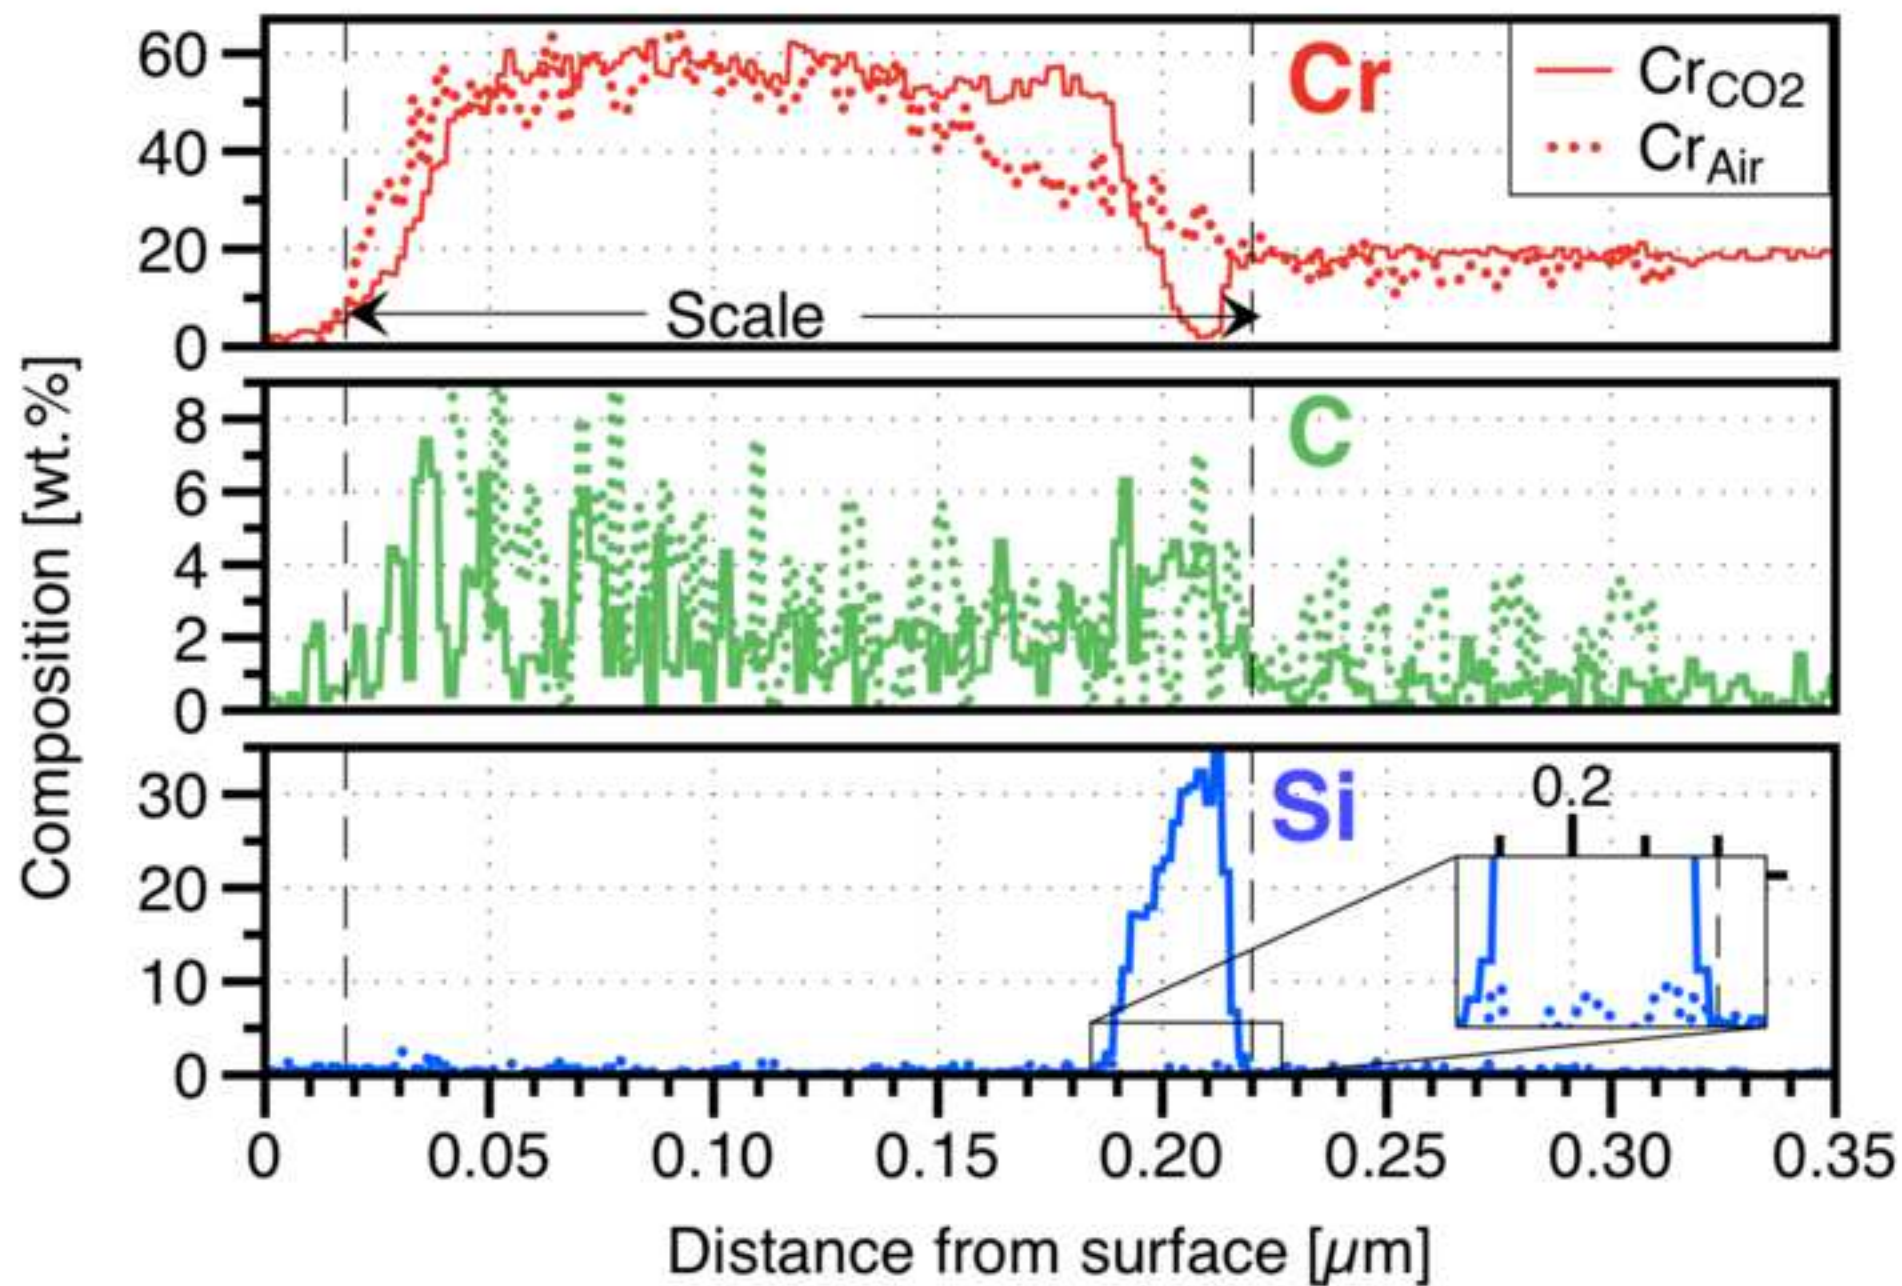 Composition [wt.%]
60
40
20
0
Cr
Cr_CO2
Cr_Air
Scale
8
6
4
2
0
C
30
20
10
0
Si
0.2
0 0.05 0.10 0.15 0.20 0.25 0.30 0.35
Distance from surface [μm]